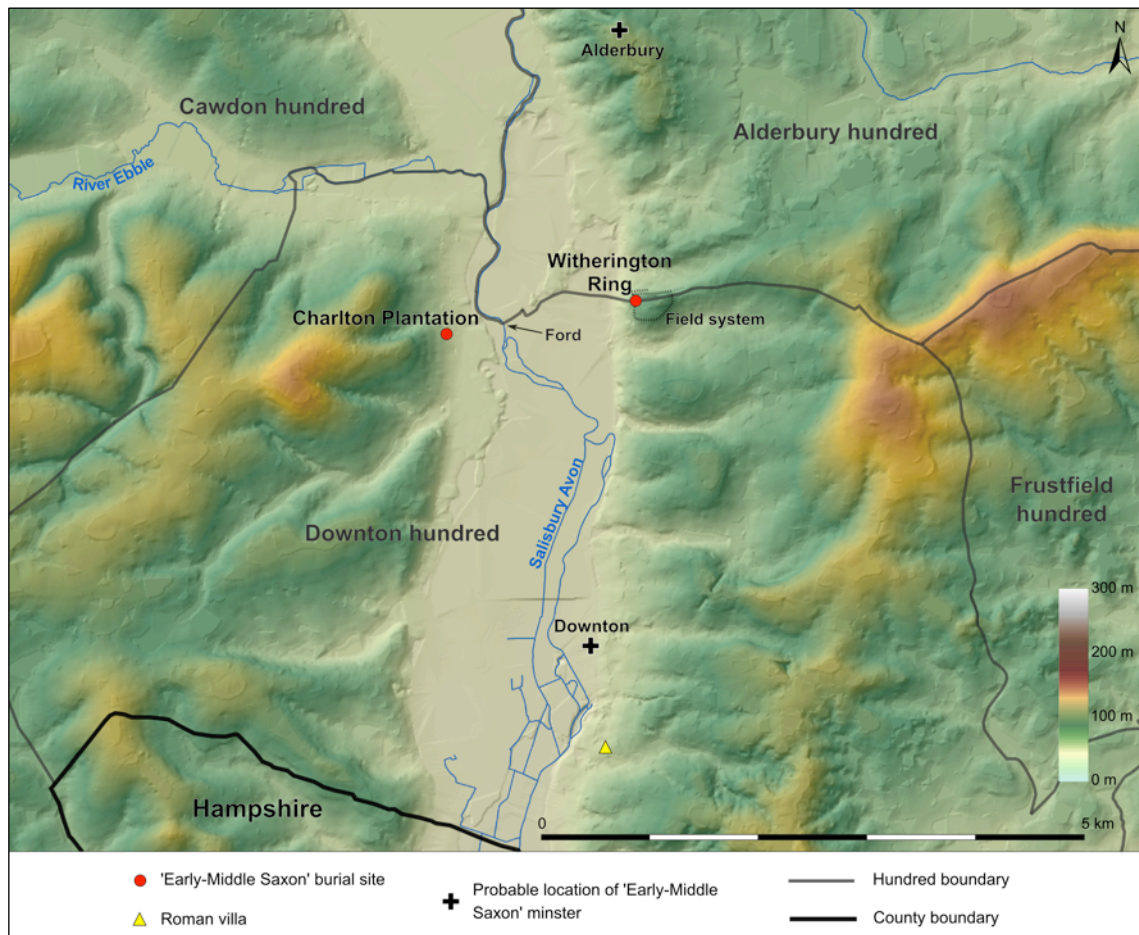 N
Alderbury
Cawdon hundred
Alderbury hundred
River Ebble
Witherington
Ring
Charlton Plantation
Field system
Ford
Salisbury Avon
Frustfield
hundred
Downton hundred
300 m
Downton
200 m
100 m
0 m
Hampshire
0
5 km
'Early-Middle Saxon' burial site
Roman villa
Probable location of 'Early-Middle
Saxon' minster
Hundred boundary
County boundary